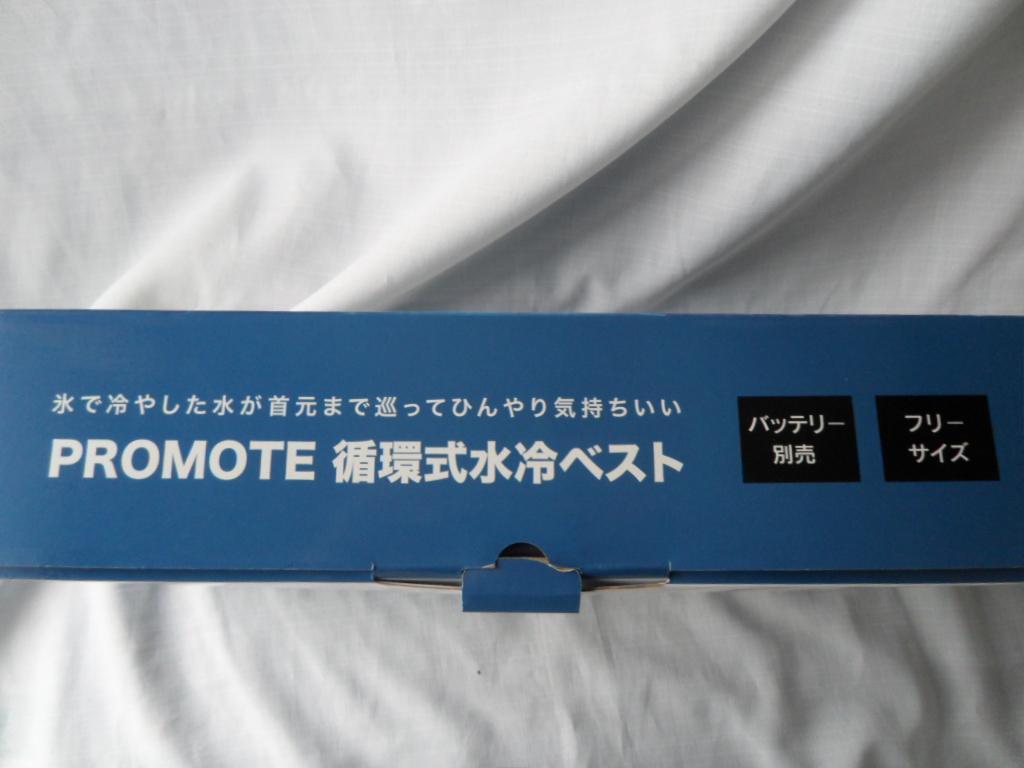 氷で冷やした水が首元まで巡ってひんやり気持ちいい
PROMOTE 循環式水冷ベスト
バッテリー
別売
フリー
サイズ